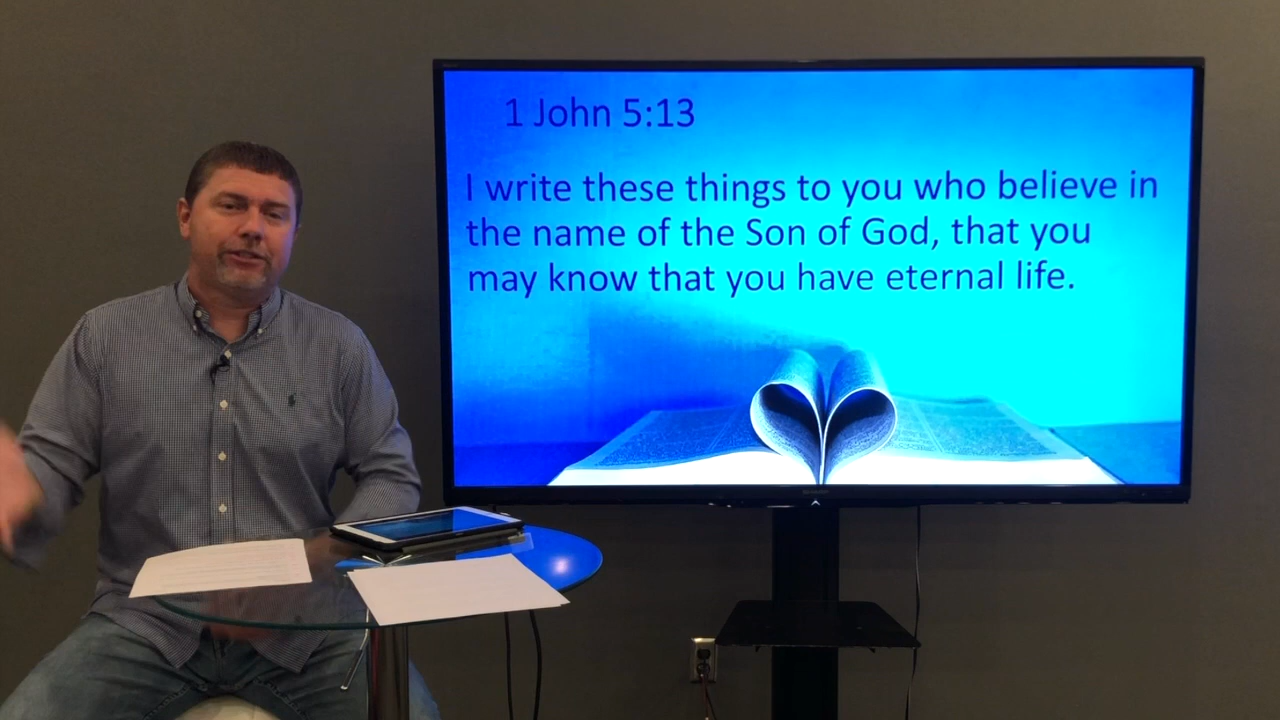 1 John 5:13
I write these things to you who believe in
the name of the Son of God, that you
may know that you have eternal life.